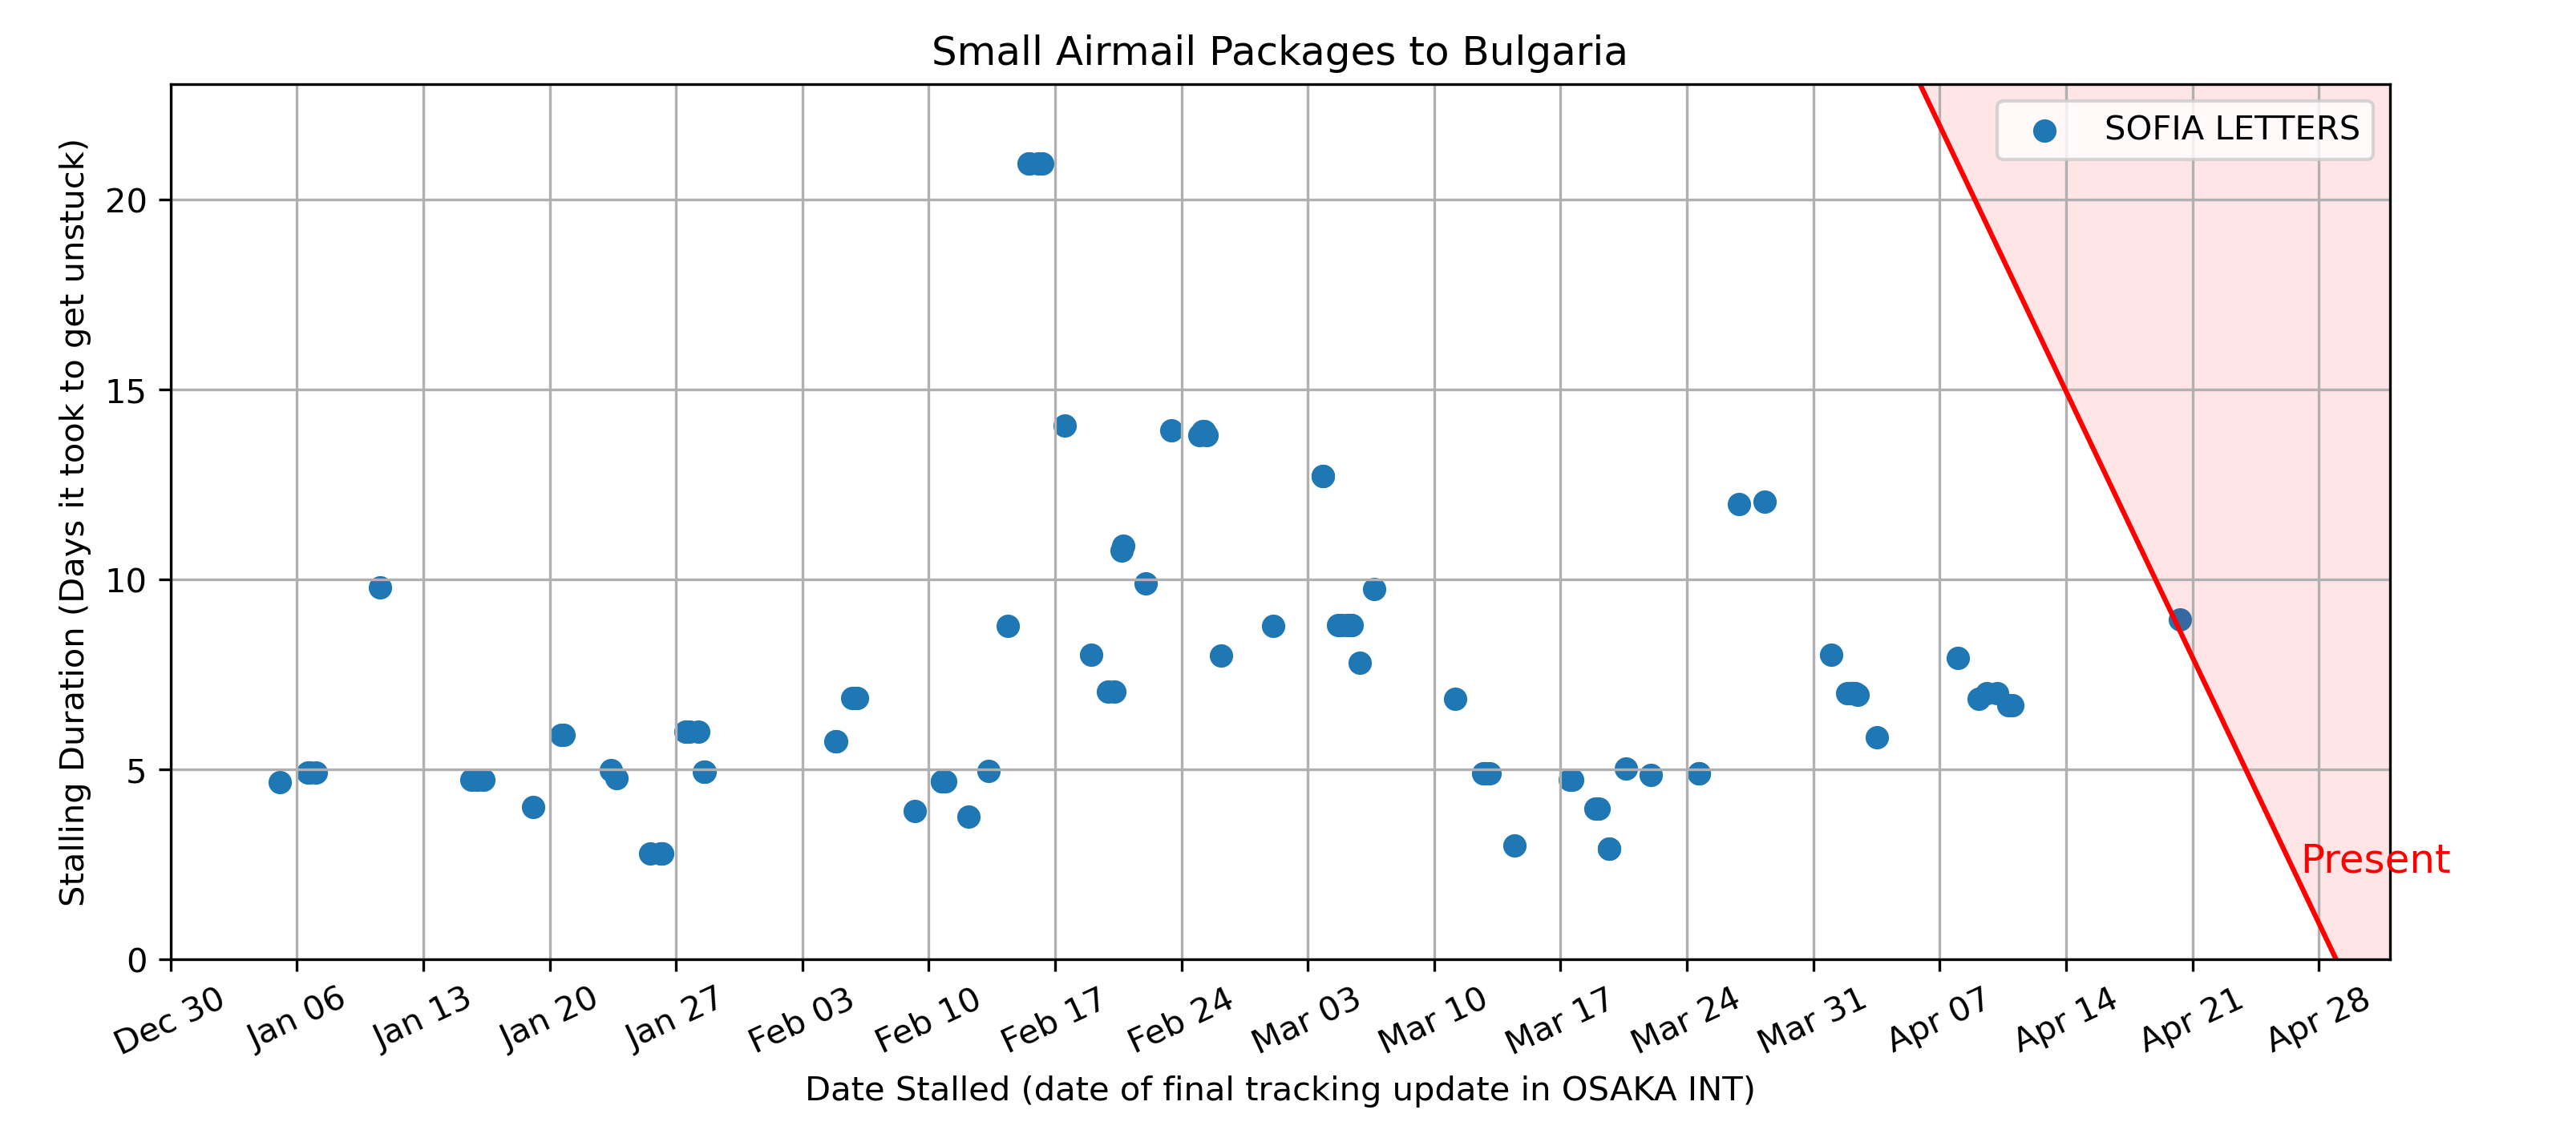 Small Airmail Packages to Bulgaria
SOFIA LETTERS
Stalling Duration (Days it took to get unstuck)
20
15
10
5
0
Present
Dec 30
Jan 06
Jan 13
Jan 20
Jan 27
Feb 03
Feb 10
Feb 17
Feb 24
Mar 03
Mar 10
Mar 17
Mar 24
Mar 31
Apr 07
Apr 14
Apr 21
Apr 28
Date Stalled (date of final tracking update in OSAKA INT)